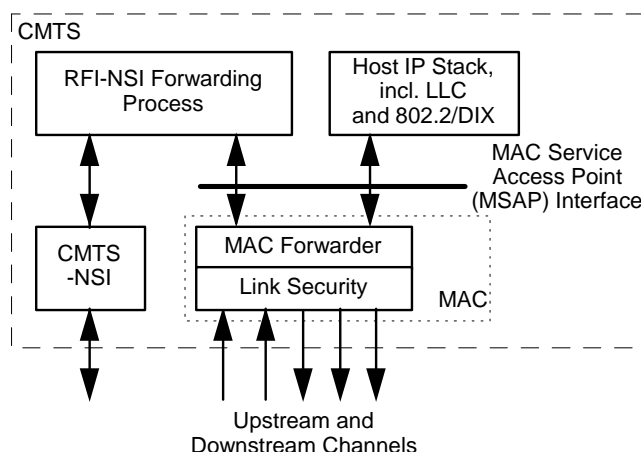 CMTS
RFI-NSI Forwarding
Process
Host IP Stack,
incl. LLC
and 802.2/DIX
MAC Service
Access Point
(MSAP) Interface
CMTS
-NSI
MAC Forwarder
Link Security
MAC
Upstream and
Downstream Channels